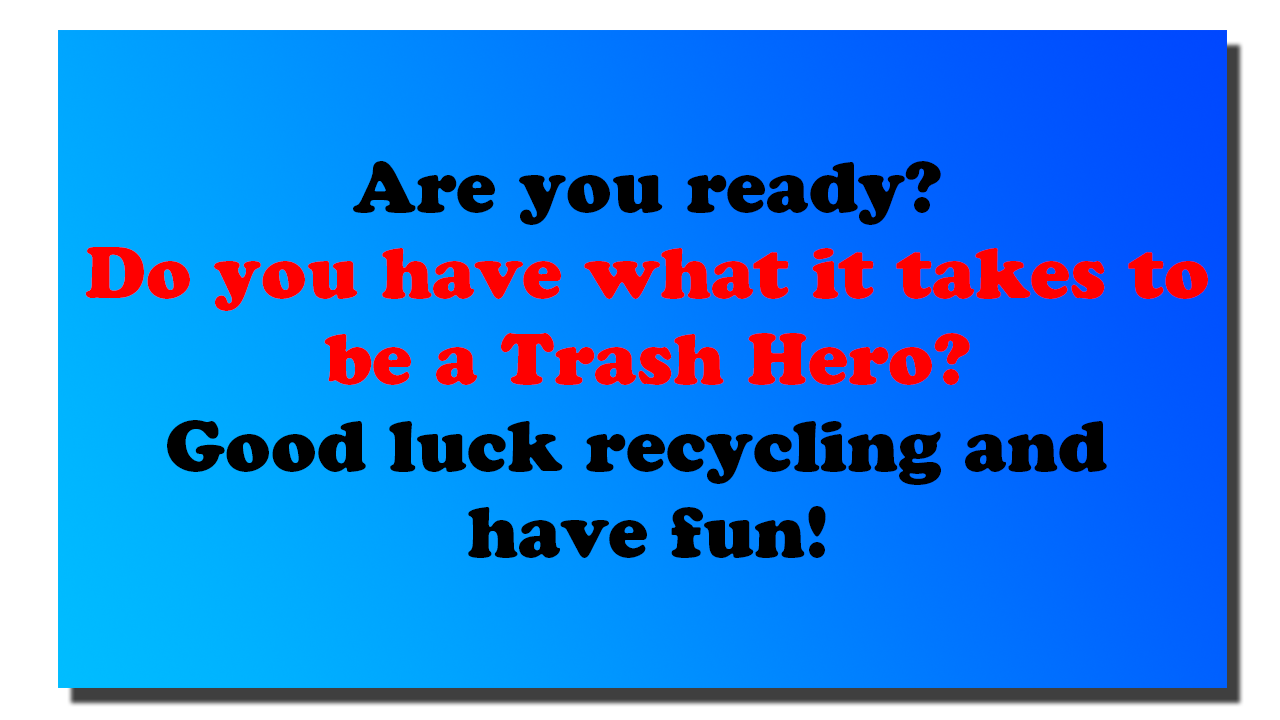 Are you ready?
Do you have what it takes to
be a Trash Hero?
Good luck recycling and
have fun!